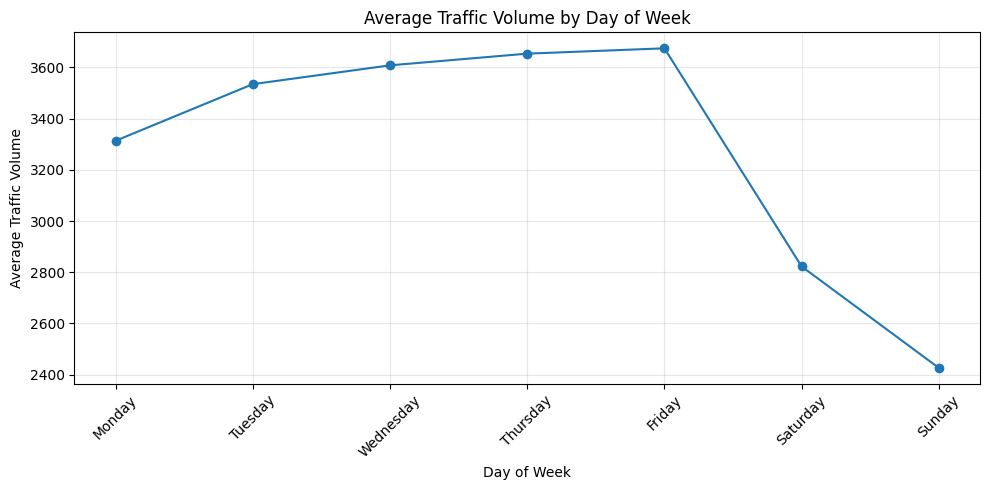 Average Traffic Volume by Day of Week
Average Traffic Volume
3600
3400
3200
3000
2800
2600
2400
Monday
Tuesday
Wednesday
Thursday
Friday
Saturday
Sunday
Day of Week